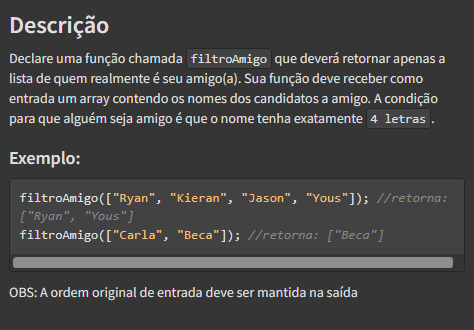 Descrição
Declare uma função chamada filtroAmigo que deverá retornar apenas a
lista de quem realmente é seu amigo(a). Sua função deve receber como
entrada um array contendo os nomes dos candidatos a amigo. A condição
para que alguém seja amigo é que o nome tenha exatamente 4 letras.
Exemplo:
filtroAmigo(["Ryan", "Kieran", "Jason", "Yous"]); //retorna:
["Ryan", "Yous"]
filtroAmigo(["Carla", "Beca"]); //retorna: ["Beca"]
OBS: A ordem original de entrada deve ser mantida na saída